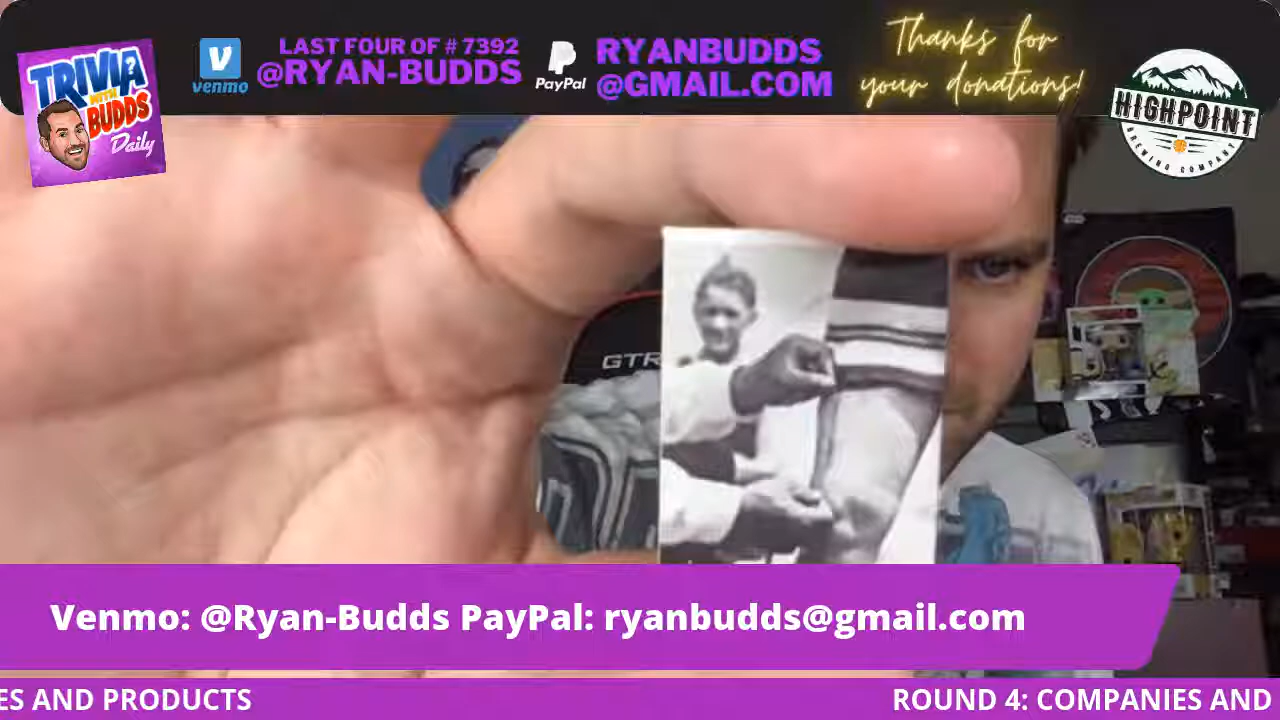 TRIVIA?
WITH
BUDDS
Daily
V
venmo
LAST FOUR OF # 7392
@RYAN-BUDDS
PayPal
RYANBUDDS
@GMAIL.COM
Thanks for
your donations!
HIGHPOINT
BREWING COMPANY
GTR
Venmo: @Ryan-Budds PayPal: ryanbudds@gmail.com
ES AND PRODUCTS
ROUND 4: COMPANIES AND